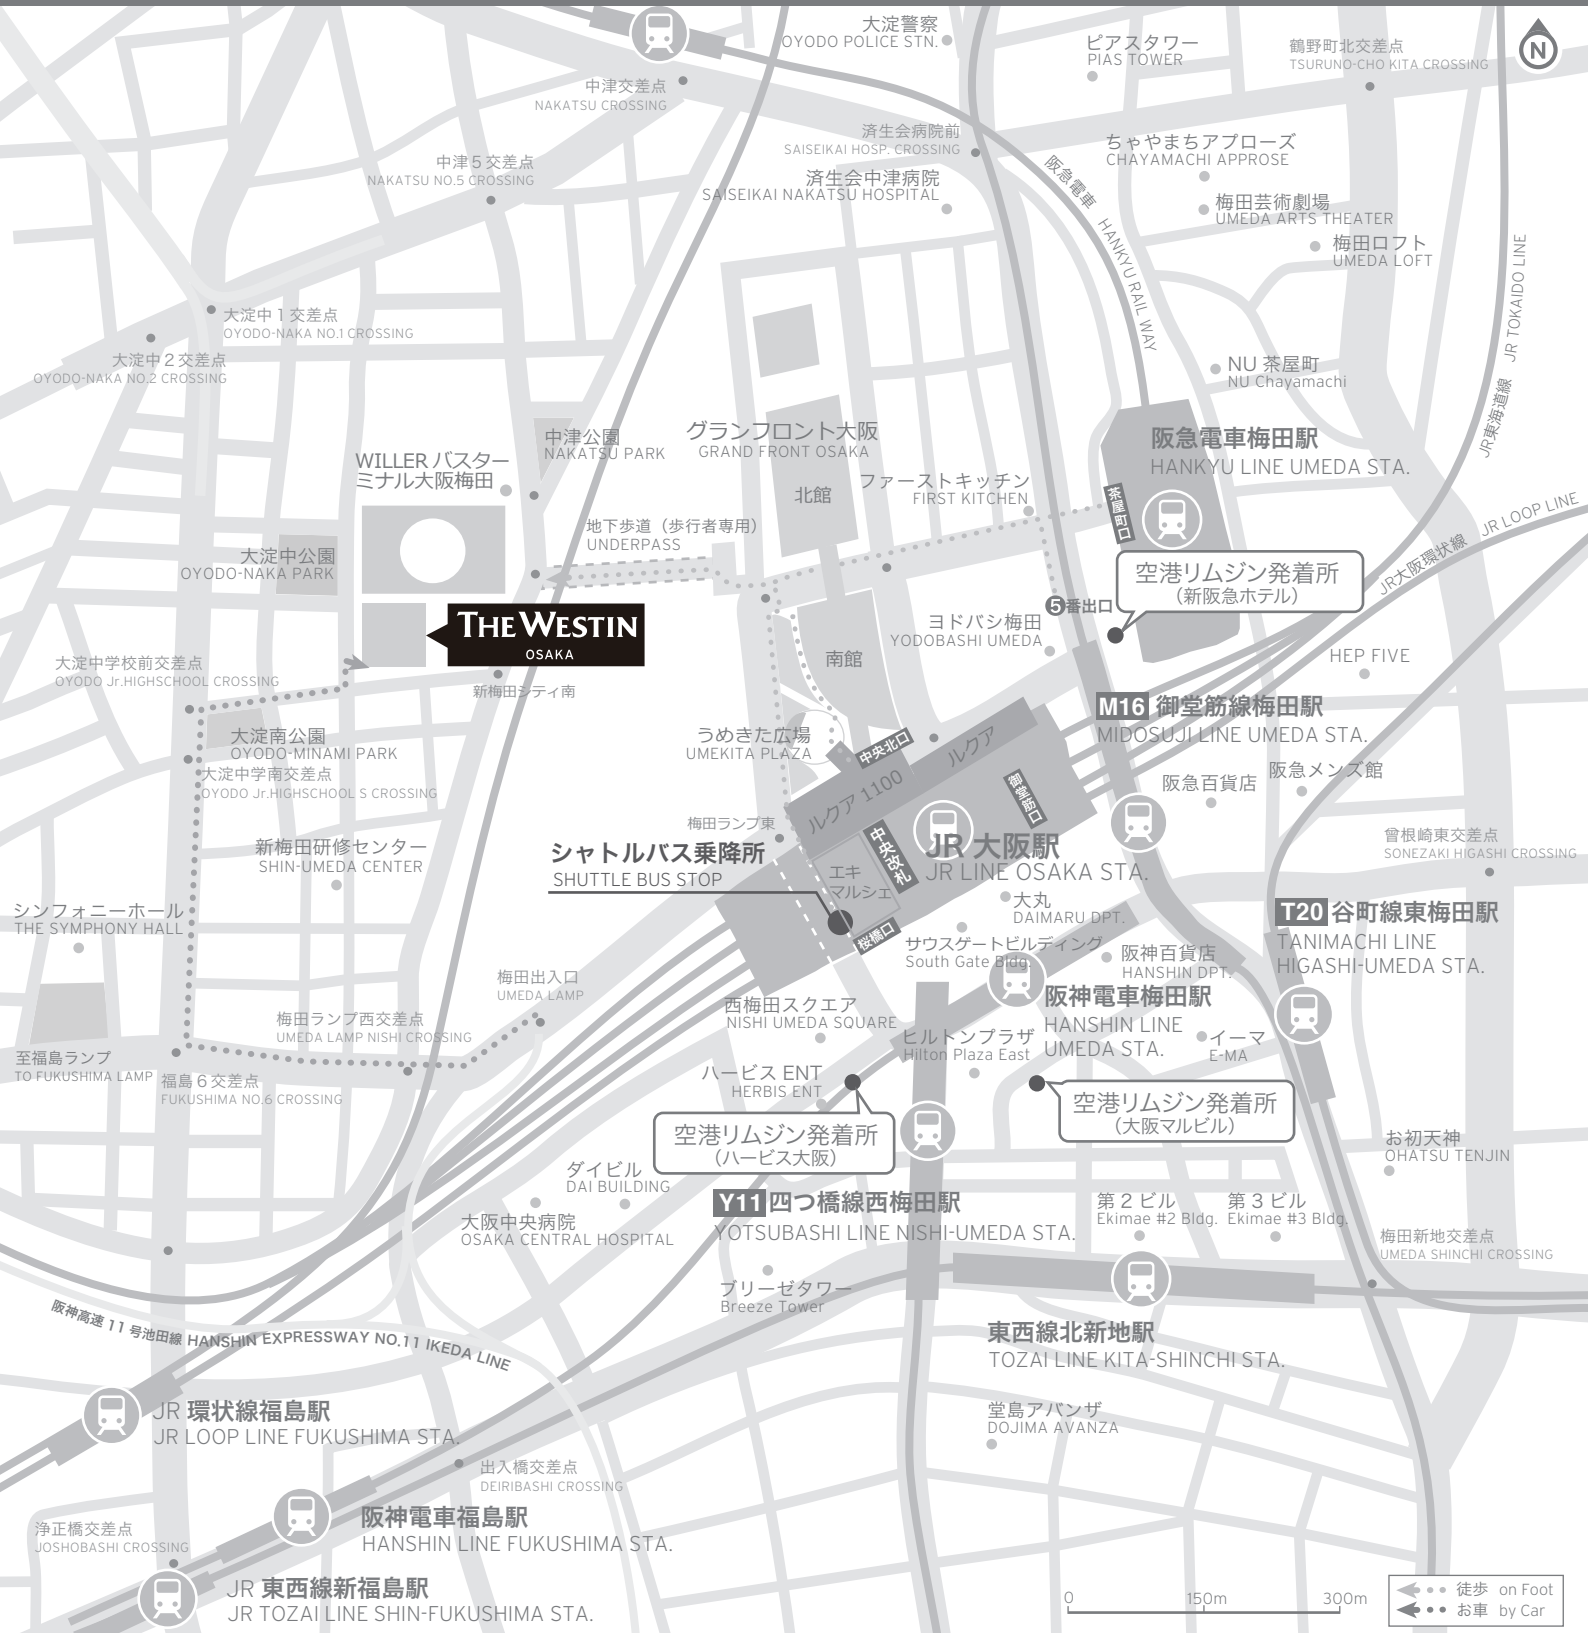 大淀警察
OYODO POLICE STN.
ピアスタワー
PIAS TOWER
鶴野町北交差点
TSURUNO-CHO KITA CROSSING
N
中津交差点
NAKATSU CROSSING
済生会病院前
SAISEIKAI HOSP. CROSSING
ちゃやまちアプローズ
CHAYAMACHI APPROSE
中津5交差点
NAKATSU NO.5 CROSSING
済生会中津病院
SAISEIKAI NAKATSU HOSPITAL
阪急電車 HANKYU RAIL WAY
梅田芸術劇場
UMEDA ARTS THEATER
梅田ロフト
UMEDA LOFT
JR東海道線 JR TOKAIDO LINE
大淀中1交差点
OYODO-NAKA NO.1 CROSSING
大淀中2交差点
OYODO-NAKA NO.2 CROSSING
NU 茶屋町
NU Chayamachi
中津公園
NAKATSU PARK
グランフロント大阪
GRAND FRONT OSAKA
阪急電車梅田駅
HANKYU LINE UMEDA STA.
WILLER バスター
ミナル大阪梅田
北館
ファーストキッチン
FIRST KITCHEN
茶屋町口
JR大阪環状線 JR LOOP LINE
地下歩道（歩行者専用）
UNDERPASS
大淀中公園
OYODO-NAKA PARK
空港リムジン発着所
（新阪急ホテル）
5番出口
THE WESTIN
OSAKA
ヨドバシ梅田
YODOBASHI UMEDA
南館
HEP FIVE
大淀中学校前交差点
OYODO Jr.HIGHSCHOOL CROSSING
新梅田シティ南
M16 御堂筋線梅田駅
MIDOSUJI LINE UMEDA STA.
大淀南公園
OYODO-MINAMI PARK
うめきた広場
UMEKITA PLAZA
中央北口
ルクア
大淀中学南交差点
OYODO Jr.HIGHSCHOOL S CROSSING
ルクア 1100
御堂筋口
阪急百貨店
阪急メンズ館
梅田ランプ東
新梅田研修センター
SHIN-UMEDA CENTER
シャトルバス乗降所
SHUTTLE BUS STOP
中央改札
JR 大阪駅
JR LINE OSAKA STA.
曾根崎東交差点
SONEZAKI HIGASHI CROSSING
エキ
マルシェ
大丸
DAIMARU DPT.
シンフォニーホール
THE SYMPHONY HALL
T20 谷町線東梅田駅
TANIMACHI LINE
HIGASHI-UMEDA STA.
桜橋口
サウスゲートビルディング
South Gate Bldg.
阪神百貨店
HANSHIN DPT.
梅田出入口
UMEDA LAMP
西梅田スクエア
NISHI UMEDA SQUARE
阪神電車梅田駅
HANSHIN LINE
UMEDA STA.
梅田ランプ西交差点
UMEDA LAMP NISHI CROSSING
ヒルトンプラザ
Hilton Plaza East
イーマ
E-MA
至福島ランプ
TO FUKUSHIMA LAMP
福島6交差点
FUKUSHIMA NO.6 CROSSING
ハービス ENT
HERBIS ENT
空港リムジン発着所
（大阪マルビル）
空港リムジン発着所
（ハービス大阪）
お初天神
OHATSU TENJIN
ダイビル
DAI BUILDING
Y11 四つ橋線西梅田駅
YOTSUBASHI LINE NISHI-UMEDA STA.
第2ビル
Ekimae #2 Bldg.
第3ビル
Ekimae #3 Bldg.
大阪中央病院
OSAKA CENTRAL HOSPITAL
梅田新地交差点
UMEDA SHINCHI CROSSING
ブリーゼタワー
Breeze Tower
阪神高速 11 号池田線 HANSHIN EXPRESSWAY NO.11 IKEDA LINE
東西線北新地駅
TOZAI LINE KITA-SHINCHI STA.
JR 環状線福島駅
JR LOOP LINE FUKUSHIMA STA.
堂島アバンザ
DOJIMA AVANZA
出入橋交差点
DEIRIBASHI CROSSING
阪神電車福島駅
HANSHIN LINE FUKUSHIMA STA.
浄正橋交差点
JOSHOBASHI CROSSING
JR 東西線新福島駅
JR TOZAI LINE SHIN-FUKUSHIMA STA.
0 150m 300m
徒歩 on Foot
お車 by Car